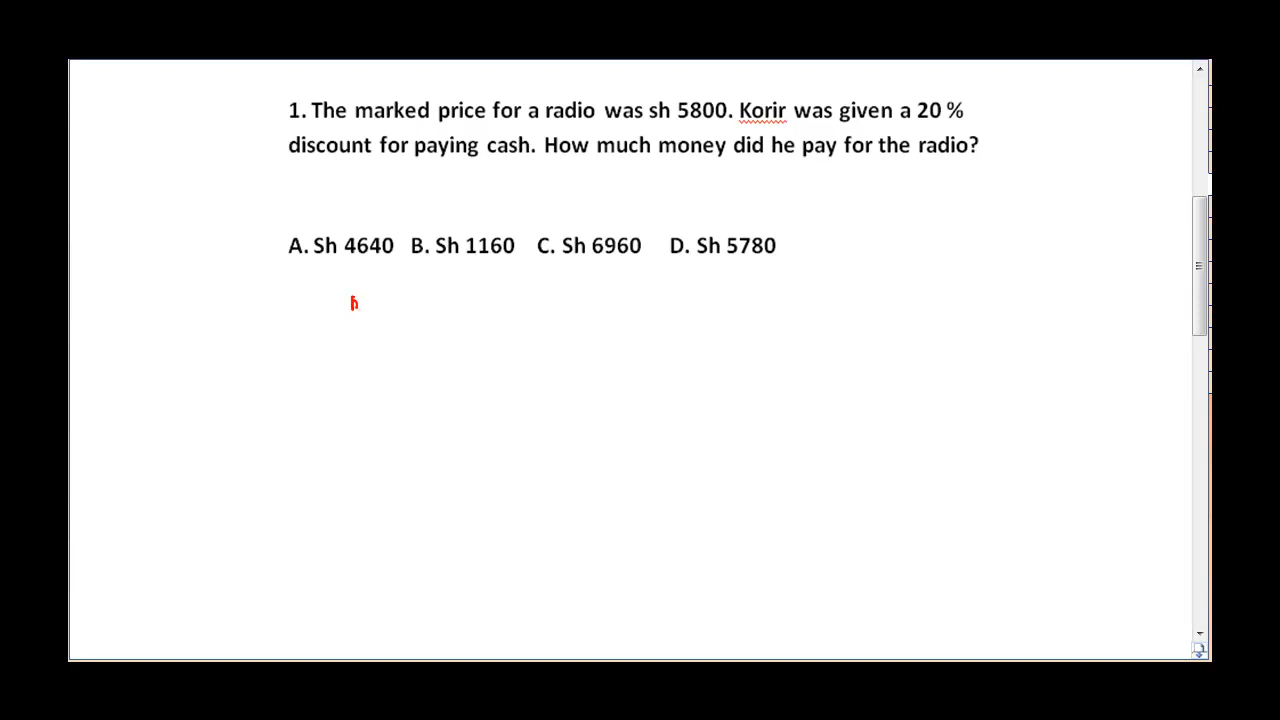 1. The marked price for a radio was sh 5800. Korir was given a 20 %
discount for paying cash. How much money did he pay for the radio?
A. Sh 4640 B. Sh 1160 C. Sh 6960 D. Sh 5780